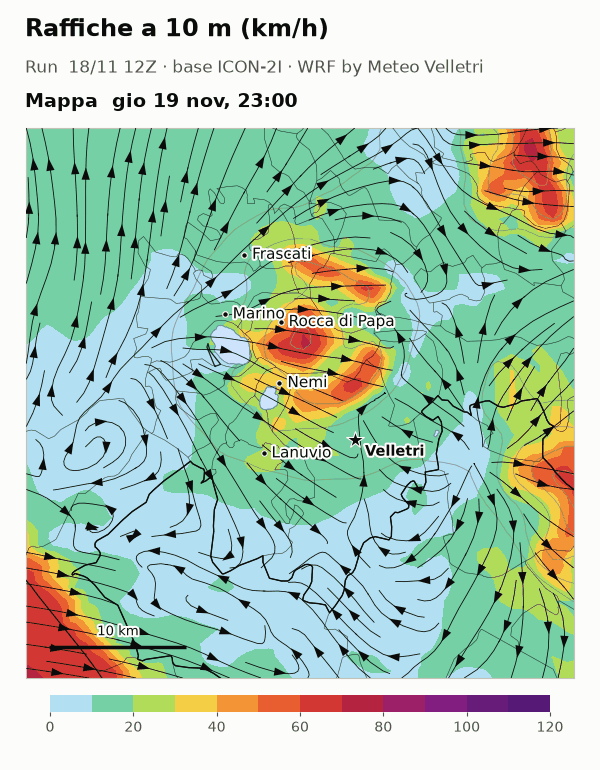 Raffiche a 10 m (km/h)
Run 18/11 12Z · base ICON-2I · WRF by Meteo Velletri
Mappa gio 19 nov, 23:00
Frascati
Marino
Rocca di Papa
Nemi
Velletri
Lanuvio
10 km
0 20 40 60 80 100 120